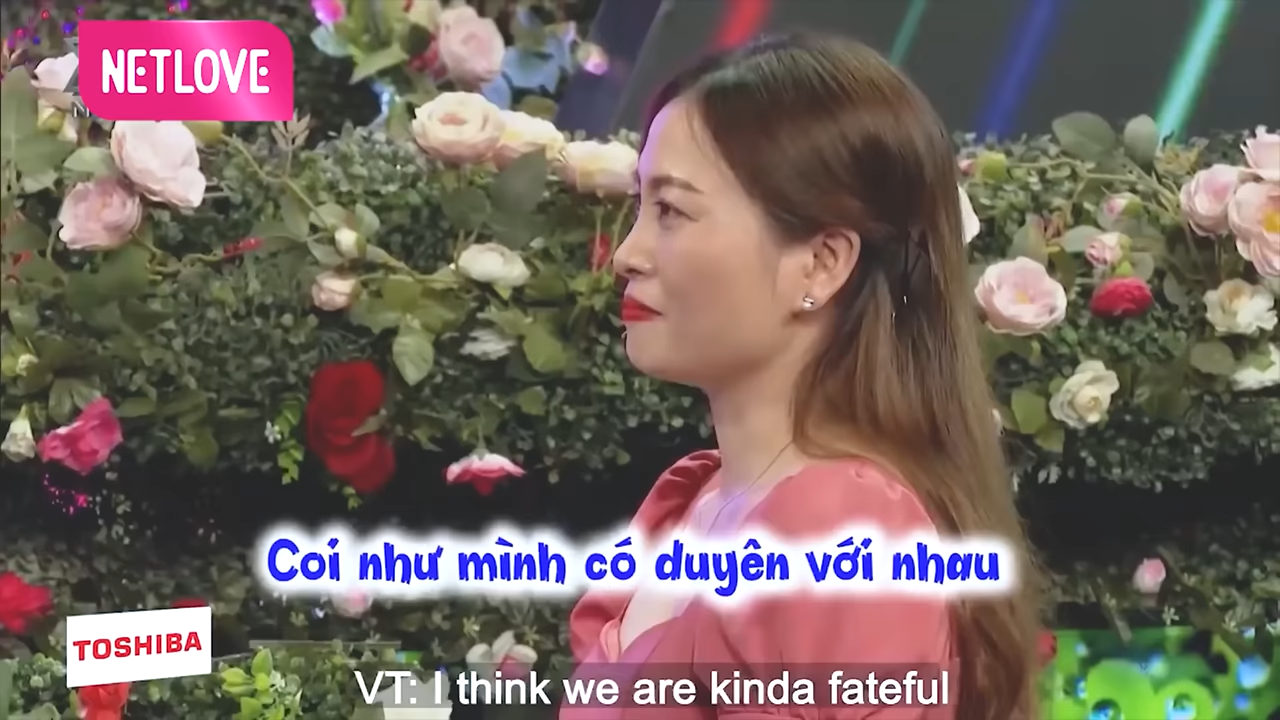 NETLOVE
Coi như mình có duyên với nhau
TOSHIBA
VT: I think we are kinda fateful